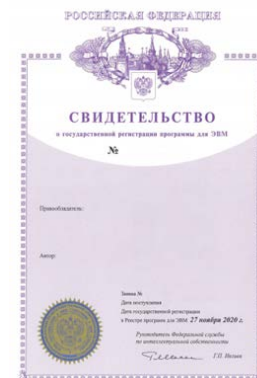 РОССИЙСКАЯ ФЕДЕРАЦИЯ
СВИДЕТЕЛЬСТВО
о государственной регистрации программы для ЭВМ
№
Правообладатель:
Автор:
Заявка №
Дата поступления
Дата государственной регистрации
в Реестре программ для ЭВМ 27 ноября 2020 г.
Руководитель Федеральной службы
по интеллектуальной собственности
Г.П. Ивлиев